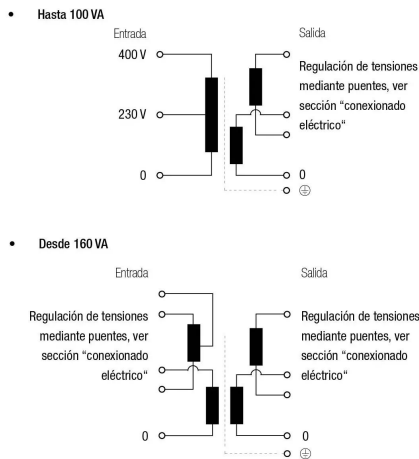 • Hasta 100 VA
Entrada
Salida
400 V
230 V
0
Regulación de tensiones
mediante puentes, ver
sección “conexionado
eléctrico“
0
• Desde 160 VA
Entrada
Salida
Regulación de tensiones
mediante puentes, ver
sección “conexionado
eléctrico“
0
Regulación de tensiones
mediante puentes, ver
sección “conexionado
eléctrico“
0